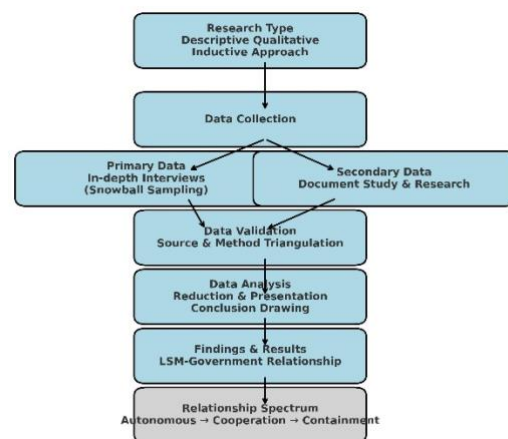 Research Type
Descriptive Qualitative
Inductive Approach
Data Collection
Primary Data
In-depth Interviews
(Snowball Sampling)
Secondary Data
Document Study & Research
Data Validation
Source & Method Triangulation
Data Analysis
Reduction & Presentation
Conclusion Drawing
Findings & Results
LSM-Government Relationship
Relationship Spectrum
Autonomous → Cooperation → Containment